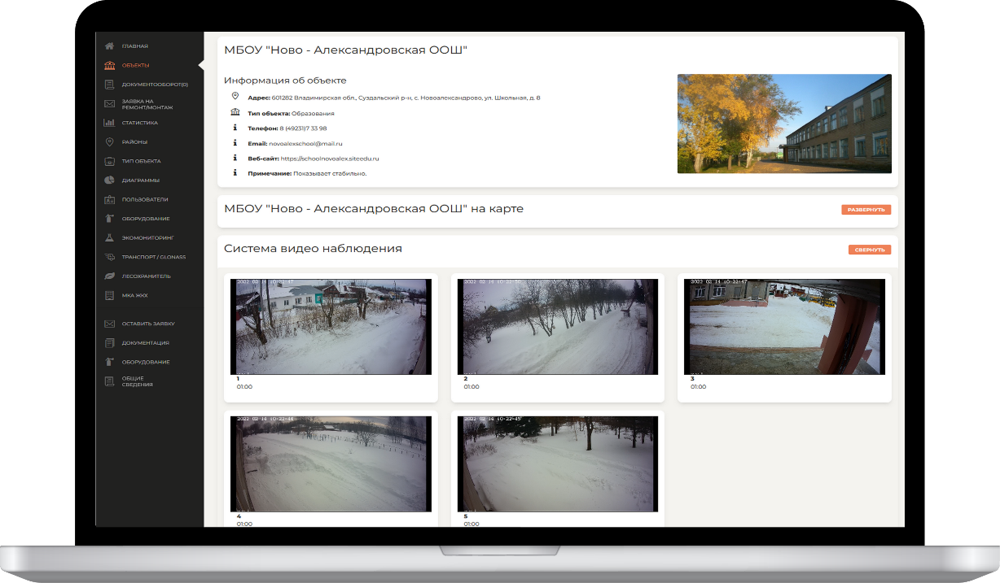 ГЛАВНАЯ
ОБЪЕКТЫ
ДОКУМЕНТООБОРОТ(0)
ЗАЯВКА НА
РЕМОНТ/МОНТАЖ
СТАТИСТИКА
РАЙОНЫ
ТИП ОБЪЕКТА
ДИАГРАММЫ
ПОЛЬЗОВАТЕЛИ
ОБОРУДОВАНИЕ
ЭКОМОНИТОРИНГ
ТРАНСПОРТ / GLONASS
ЛЕСОХРАНИТЕЛЬ
МКА ЖКХ
ОСТАВИТЬ ЗАЯВКУ
ДОКУМЕНТАЦИЯ
ОБОРУДОВАНИЕ
ОБЩИЕ
СВЕДЕНИЯ
МБОУ "Ново - Александровская ООШ"
Информация об объекте
Адрес: 601282 Владимирская обл., Суздальский р-н, с. Новоалександрово, ул. Школьная, д. 8
Тип объекта: Образования
Телефон: 8 (49231)7 33 98
Email: novoalexschool@mail.ru
Веб-сайт: https://schoolnovoalex.siteedu.ru
Примечание: Показывает стабильно.
МБОУ "Ново - Александровская ООШ" на карте
РАЗВЕРНУТЬ
Система видео наблюдения
СВЕРНУТЬ
2022 02 14 10:22:47
1
01:00
2022 02 14
2
01:00
2022 02 14 10:22:47
3
01:00
2022 02 14 10:22:44
4
01:00
2022 02 14 10:22:45
5
01:00